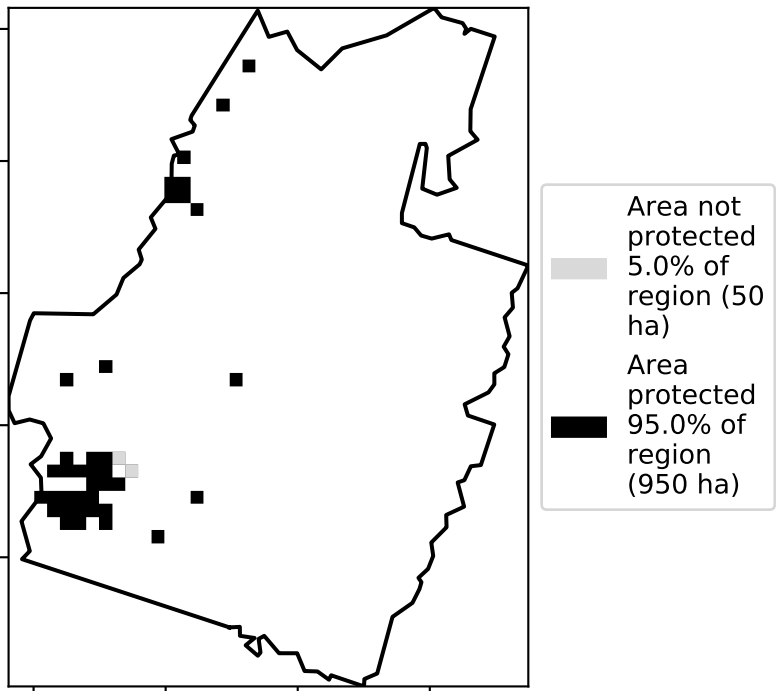 Area not
protected
5.0% of
region (50
ha)
Area
protected
95.0% of
region
(950 ha)